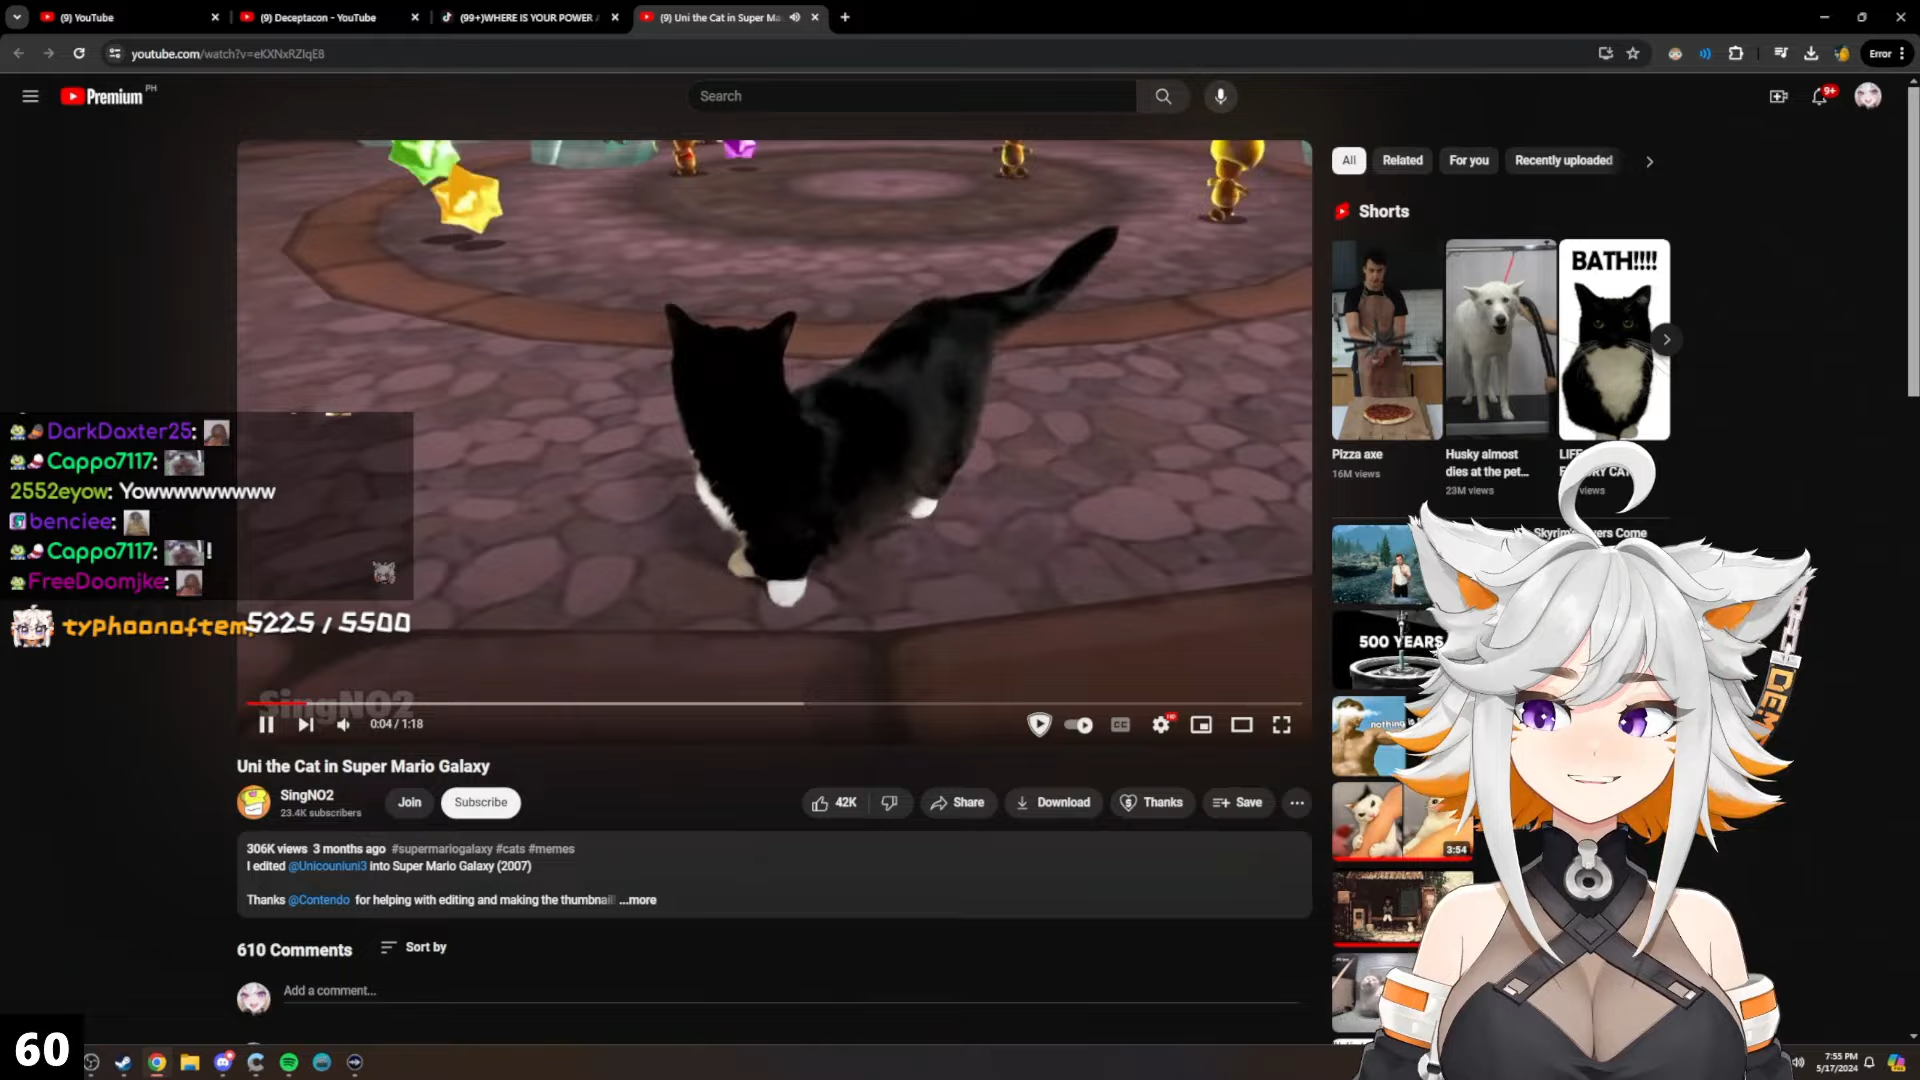 (9) YouTube
(9) Deceptacon - YouTube
(99+)WHERE IS YOUR POWER
(9) Uni the Cat in Super Ma
youtube.com/watch?v=eKXNxRZIqE8
Error
Premium PH
Search
9+
All
Related
For you
Recently uploaded
Shorts
BATH!!!!
Pizza axe
16M views
Husky almost
dies at the pet...
23M views
views
500 YEARS
nothing
3:54
DEM
DarkDaxter25:
Cappo7117:
2552eyow: Yowwwwwwwww
benciee:
Cappo7117: !
FreeDoomjke:
typhoonoftem
5225 / 5500
SingNO2
0:04 / 1:18
Uni the Cat in Super Mario Galaxy
SingNO2
23.4K subscribers
Join
Subscribe
42K
Share
Download
Thanks
Save
306K views 3 months ago #supermariogalaxy #cats #memes
I edited @Unicouniuni3 into Super Mario Galaxy (2007)
Thanks @Contendo for helping with editing and making the thumbnail ...more
610 Comments
Sort by
Add a comment...
60
7:55 PM
5/17/2024